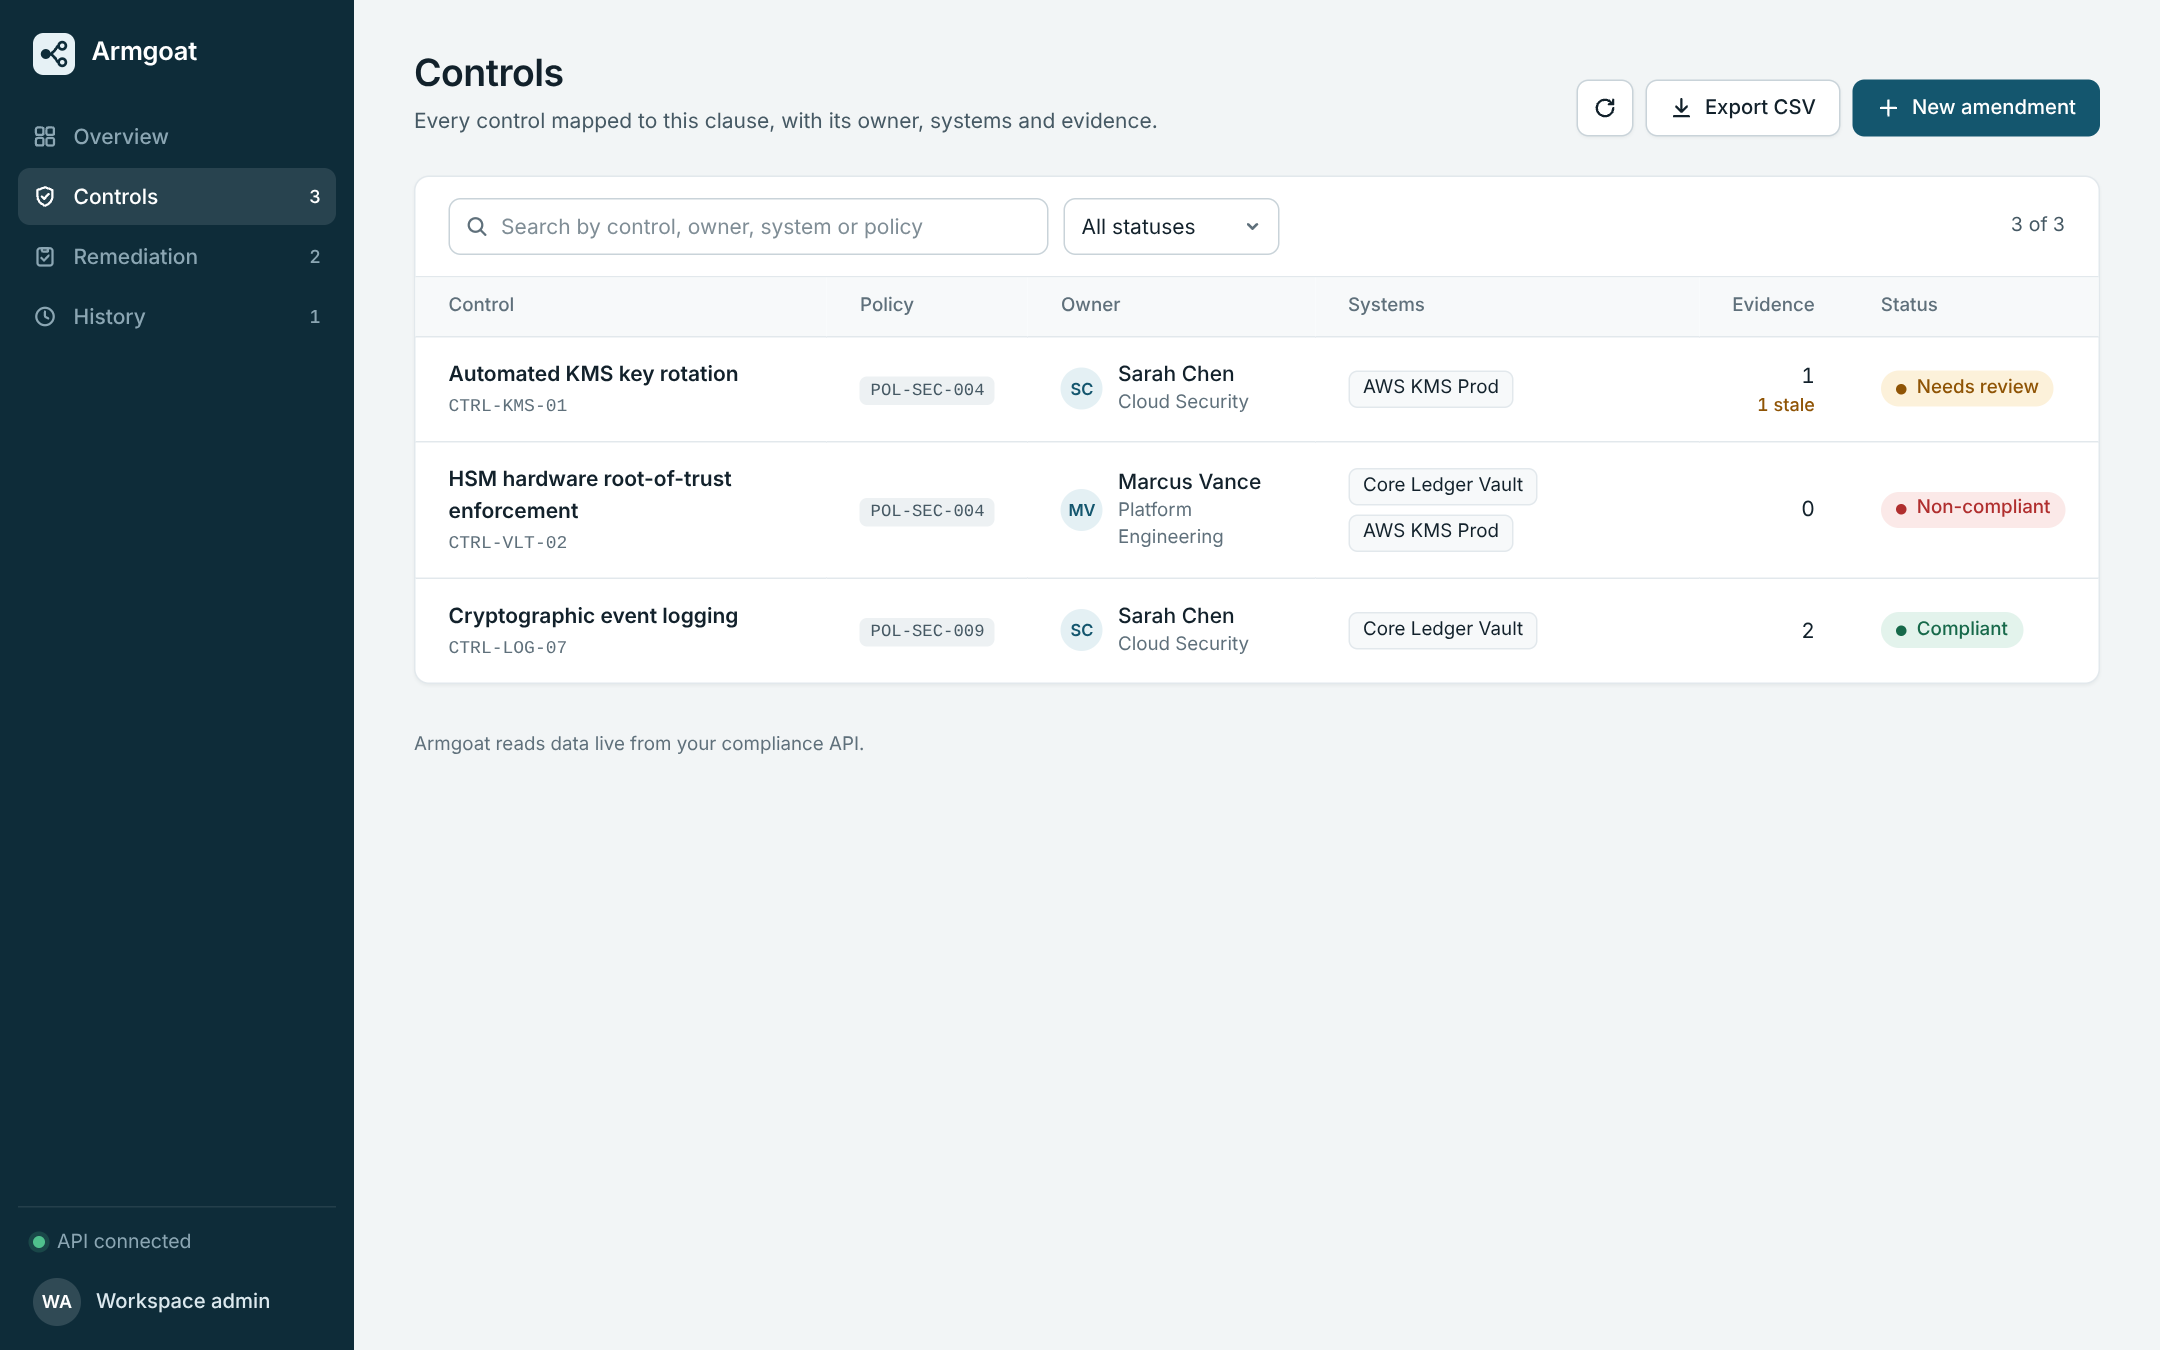 Armgoat
Overview
Controls 3
Remediation 2
History 1
API connected
WA Workspace admin
Controls
Every control mapped to this clause, with its owner, systems and evidence.
Export CSV
New amendment
Search by control, owner, system or policy
All statuses
3 of 3
Control Policy Owner Systems Evidence Status
Automated KMS key rotation
CTRL-KMS-01
POL-SEC-004
SC
Sarah Chen
Cloud Security
AWS KMS Prod
1
1 stale
Needs review
HSM hardware root-of-trust
enforcement
CTRL-VLT-02
POL-SEC-004
MV
Marcus Vance
Platform
Engineering
Core Ledger Vault
AWS KMS Prod
0
Non-compliant
Cryptographic event logging
CTRL-LOG-07
POL-SEC-009
SC
Sarah Chen
Cloud Security
Core Ledger Vault
2
Compliant
Armgoat reads data live from your compliance API.